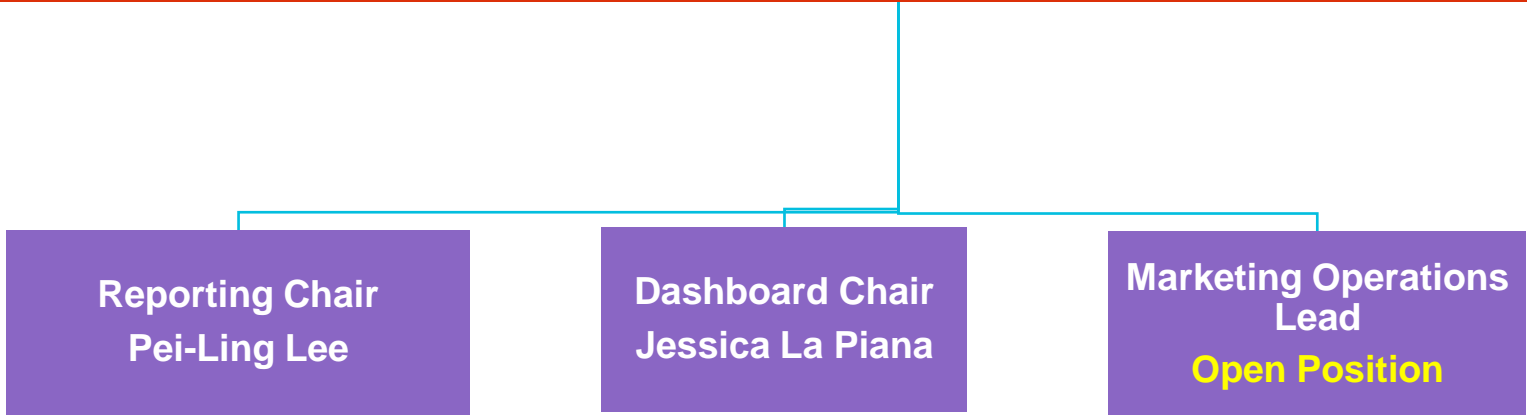 Reporting Chair
Pei-Ling Lee
Dashboard Chair
Jessica La Piana
Marketing Operations
Lead
Open Position